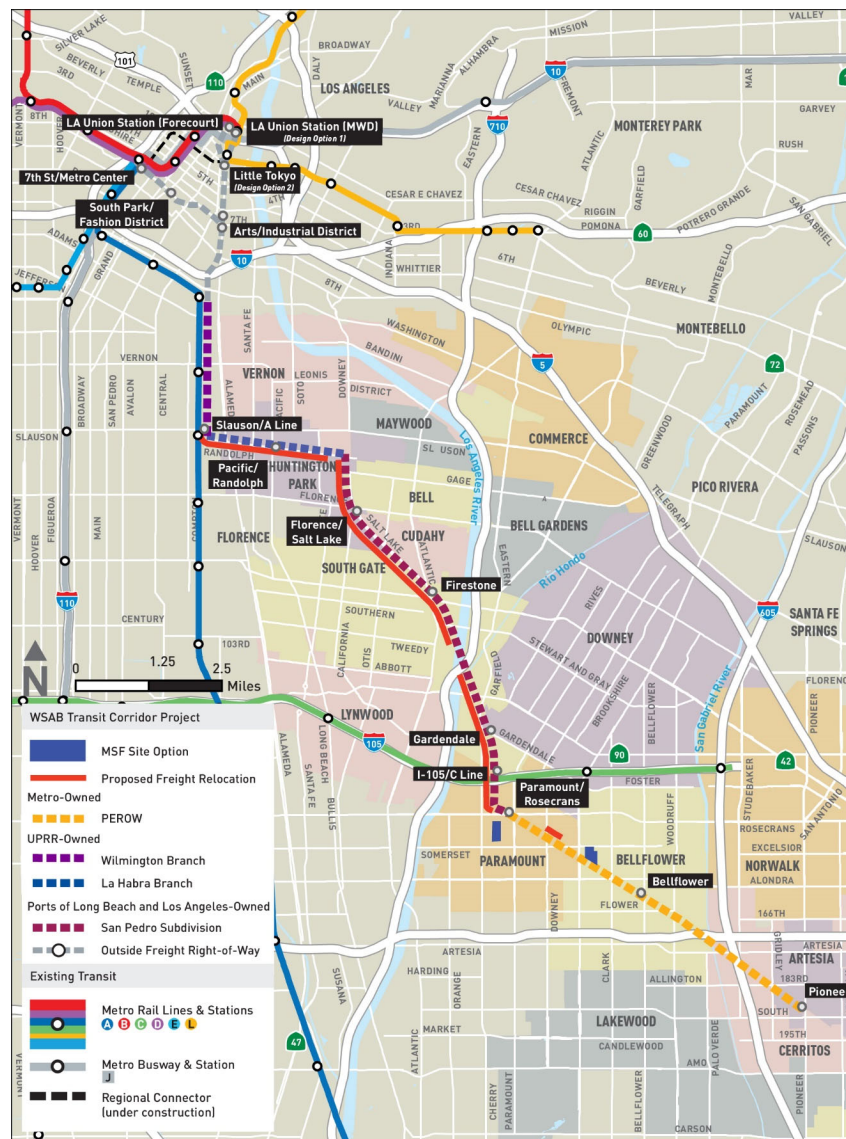 SILVER LAKE
SUNSET
BROADWAY
MISSION
VALLEY
101
BEVERLY
3RD
TEMPLE
110
MAIN
DALY
LOS ANGELES
MARIANNA
ALHAMBRA
10
FREMONT
MAR
VERMONT
8TH
HOOVER
VALLEY
EASTERN
710
GARVEY
LA Union Station (Forecourt)
LA Union Station (MWD)
(Design Option 1)
MONTEREY PARK
ATLANTIC
GARFIELD
RUSH
7th St/Metro Center
5TH
4TH
Little Tokyo
(Design Option 2)
CESAR E CHAVEZ
CESAR CHAVEZ
POTRERO GRANDE
SAN GABRIEL
South Park/
Fashion District
7TH
Arts/Industrial District
3RD
RIGGIN
POMONA
60
ADAMS
GRAND
JEFFERSON
10
INDIANA
WHITTIER
6TH
BEVERLY
MONTEBELLO
8TH
WASHINGTON
OLYMPIC
MONTEBELLO
SANTA FE
BANDINI
5
72
VERNON
VERNON
LEONIS
DISTRICT
DOWNEY
SOTO
PACIFIC
ALAMEDA
PARAMOUNT
ROSEMEAD
PASSONS
BROADWAY
SAN PEDRO
AVALON
CENTRAL
MAYWOOD
COMMERCE
GREENWOOD
SLAUSON
Slauson/A Line
RANDOLPH
SLAUSON
Los Angeles River
Pacific/
Randolph
HUNTINGTON
PARK
GAGE
BELL
TELEGRAPH
PICO RIVERA
VERMONT
HOOVER
FIGUEROA
MAIN
COMPTON
FLORENCE
FLORENCE
Florence/
Salt Lake
SALT LAKE
CUDAHY
BELL GARDENS
SLAUSON
SOUTH GATE
ATLANTIC
EASTERN
Rio Hondo
Firestone
110
605
CENTURY
SOUTHERN
RIVES
DOWNEY
SANTA FE
SPRINGS
103RD
CALIFORNIA
OTIS
TWEEDY
ABBOTT
GARFIELD
STEWART AND GRAY
BROOKSHIRE
BELLFLOWER
San Gabriel River
N
0 1.25 2.5
Miles
LYNWOOD
Gardendale
GARDENDALE
FLORENCE
PIONEER
105
90
I-105/C Line
Paramount/
Rosecrans
FOSTER
42
STUDEBAKER
SAN ANTONIO
ALAMEDA
SANTA FE
LONG BEACH
BULLIS
WOODRUFF
ROSECRANS
EXCELSIOR
NORWALK
ALONDRA
SOMERSET
PARAMOUNT
BELLFLOWER
Bellflower
DOWNEY
FLOWER
166TH
ARTESIA
GRIDLEY
ARTESIA
ARTESIA
183RD
HARDING
ORANGE
CLARK
ALLINGTON
SUSANA
Pioneer
SOUTH
195TH
ATLANTIC
MARKET
LAKEWOOD
CANDLEWOOD
CERRITOS
47
AMO
PALO VERDE
VERMONT
CHERRY
PARAMOUNT
PIONEER
CARSON
WSAB Transit Corridor Project
MSF Site Option
Proposed Freight Relocation
Metro-Owned
PEROW
UPRR-Owned
Wilmington Branch
La Habra Branch
Ports of Long Beach and Los Angeles-Owned
San Pedro Subdivision
Outside Freight Right-of-Way
Existing Transit
Metro Rail Lines & Stations
A B C D E L
Metro Busway & Station
J
Regional Connector
(under construction)